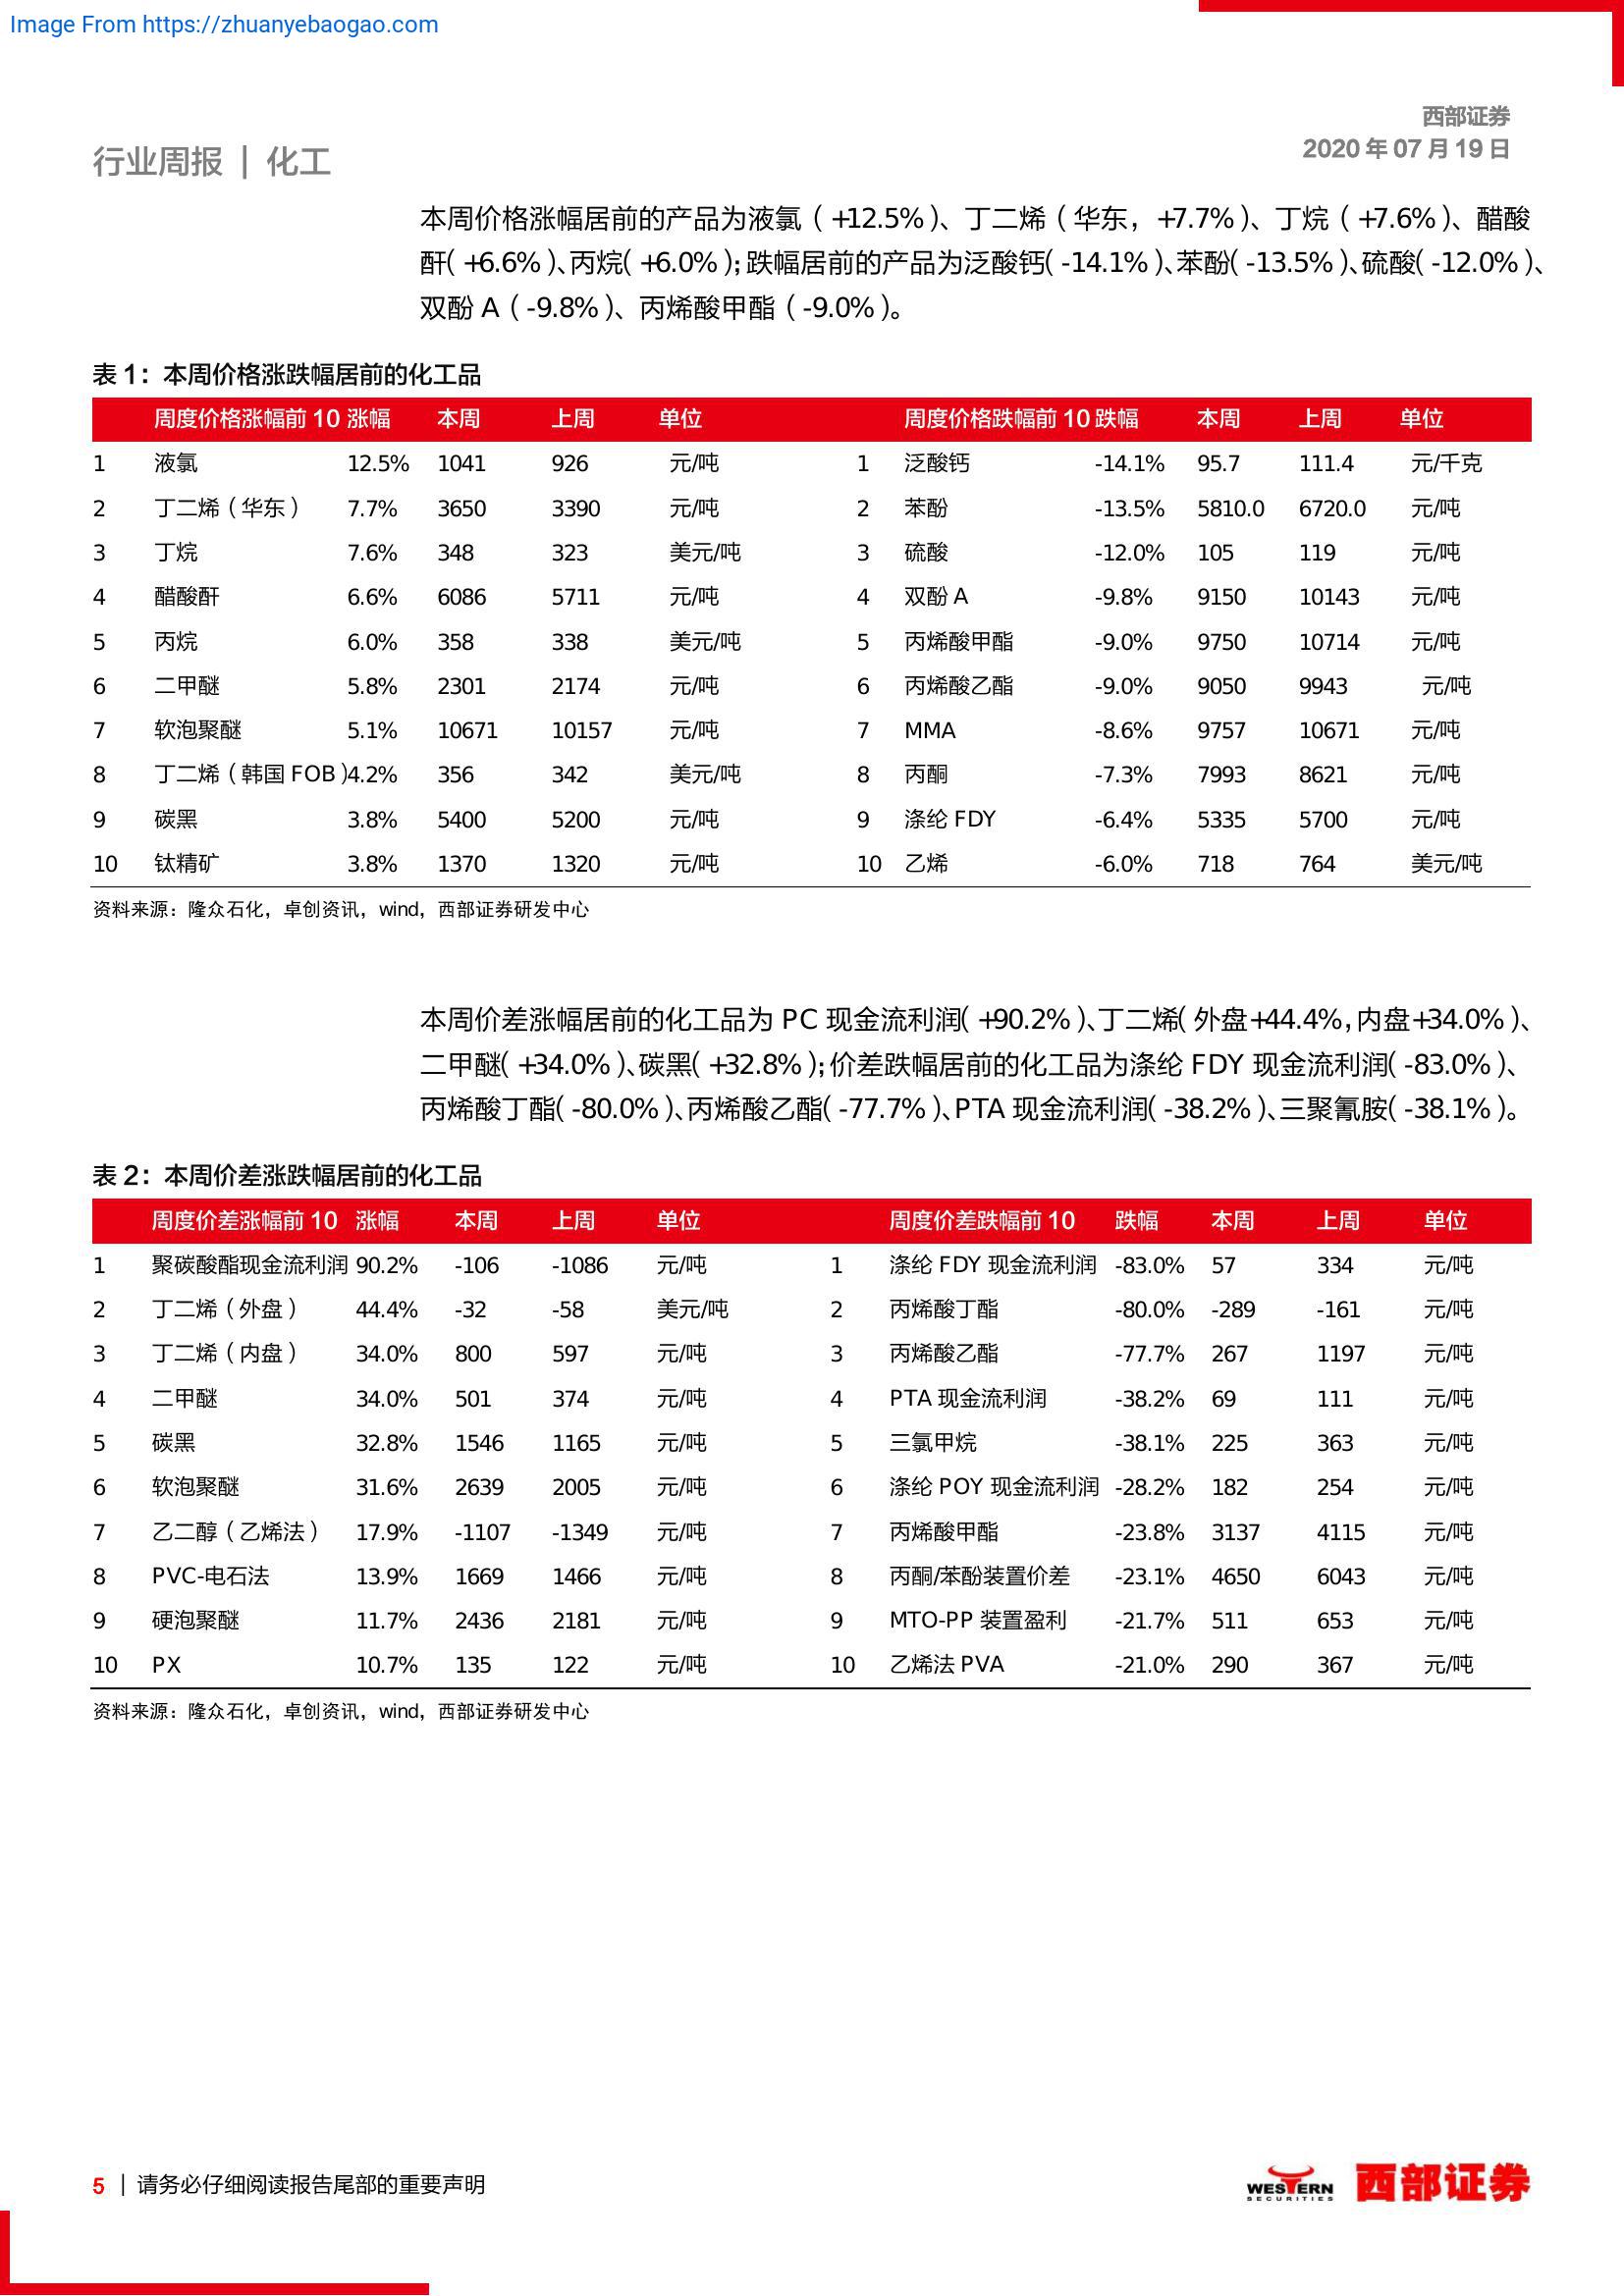 Image From https://zhuanyebaogao.com
西部证券
2020 年 07 月 19 日
行业周报 | 化工
本周价格涨幅居前的产品为液氯（+12.5%）、丁二烯（华东，+7.7%）、丁烷（+7.6%）、醋酸
酐（+6.6%）、丙烷（+6.0%）；跌幅居前的产品为泛酸钙（-14.1%）、苯酚（-13.5%）、硫酸（-12.0%）、
双酚 A（-9.8%）、丙烯酸甲酯（-9.0%）。
表 1：本周价格涨跌幅居前的化工品
周度价格涨幅前 10 涨幅 本周 上周 单位 周度价格跌幅前 10 跌幅 本周 上周 单位
1 液氯 12.5% 1041 926 元/吨 1 泛酸钙 -14.1% 95.7 111.4 元/千克
2 丁二烯（华东） 7.7% 3650 3390 元/吨 2 苯酚 -13.5% 5810.0 6720.0 元/吨
3 丁烷 7.6% 348 323 美元/吨 3 硫酸 -12.0% 105 119 元/吨
4 醋酸酐 6.6% 6086 5711 元/吨 4 双酚 A -9.8% 9150 10143 元/吨
5 丙烷 6.0% 358 338 美元/吨 5 丙烯酸甲酯 -9.0% 9750 10714 元/吨
6 二甲醚 5.8% 2301 2174 元/吨 6 丙烯酸乙酯 -9.0% 9050 9943 元/吨
7 软泡聚醚 5.1% 10671 10157 元/吨 7 MMA -8.6% 9757 10671 元/吨
8 丁二烯（韩国 FOB） 4.2% 356 342 美元/吨 8 丙酮 -7.3% 7993 8621 元/吨
9 碳黑 3.8% 5400 5200 元/吨 9 涤纶 FDY -6.4% 5335 5700 元/吨
10 钛精矿 3.8% 1370 1320 元/吨 10 乙烯 -6.0% 718 764 美元/吨
资料来源：隆众石化，卓创资讯，wind，西部证券研发中心
本周价差涨幅居前的化工品为 PC 现金流利润（+90.2%）、丁二烯（外盘+44.4%，内盘+34.0%）、
二甲醚（+34.0%）、碳黑（+32.8%）；价差跌幅居前的化工品为涤纶 FDY 现金流利润（-83.0%）、
丙烯酸丁酯（-80.0%）、丙烯酸乙酯（-77.7%）、PTA 现金流利润（-38.2%）、三聚氰胺（-38.1%）。
表 2：本周价差涨跌幅居前的化工品
周度价差涨幅前 10 涨幅 本周 上周 单位 周度价差跌幅前 10 跌幅 本周 上周 单位
1 聚碳酸酯现金流利润 90.2% -106 -1086 元/吨 1 涤纶 FDY 现金流利润 -83.0% 57 334 元/吨
2 丁二烯（外盘） 44.4% -32 -58 美元/吨 2 丙烯酸丁酯 -80.0% -289 -161 元/吨
3 丁二烯（内盘） 34.0% 800 597 元/吨 3 丙烯酸乙酯 -77.7% 267 1197 元/吨
4 二甲醚 34.0% 501 374 元/吨 4 PTA 现金流利润 -38.2% 69 111 元/吨
5 碳黑 32.8% 1546 1165 元/吨 5 三氯甲烷 -38.1% 225 363 元/吨
6 软泡聚醚 31.6% 2639 2005 元/吨 6 涤纶 POY 现金流利润 -28.2% 182 254 元/吨
7 乙二醇（乙烯法） 17.9% -1107 -1349 元/吨 7 丙烯酸甲酯 -23.8% 3137 4115 元/吨
8 PVC-电石法 13.9% 1669 1466 元/吨 8 丙酮/苯酚装置价差 -23.1% 4650 6043 元/吨
9 硬泡聚醚 11.7% 2436 2181 元/吨 9 MTO-PP 装置盈利 -21.7% 511 653 元/吨
10 PX 10.7% 135 122 元/吨 10 乙烯法 PVA -21.0% 290 367 元/吨
资料来源：隆众石化，卓创资讯，wind，西部证券研发中心
5 | 请务必仔细阅读报告尾部的重要声明
WESTERN
SECURITIES
西部证券